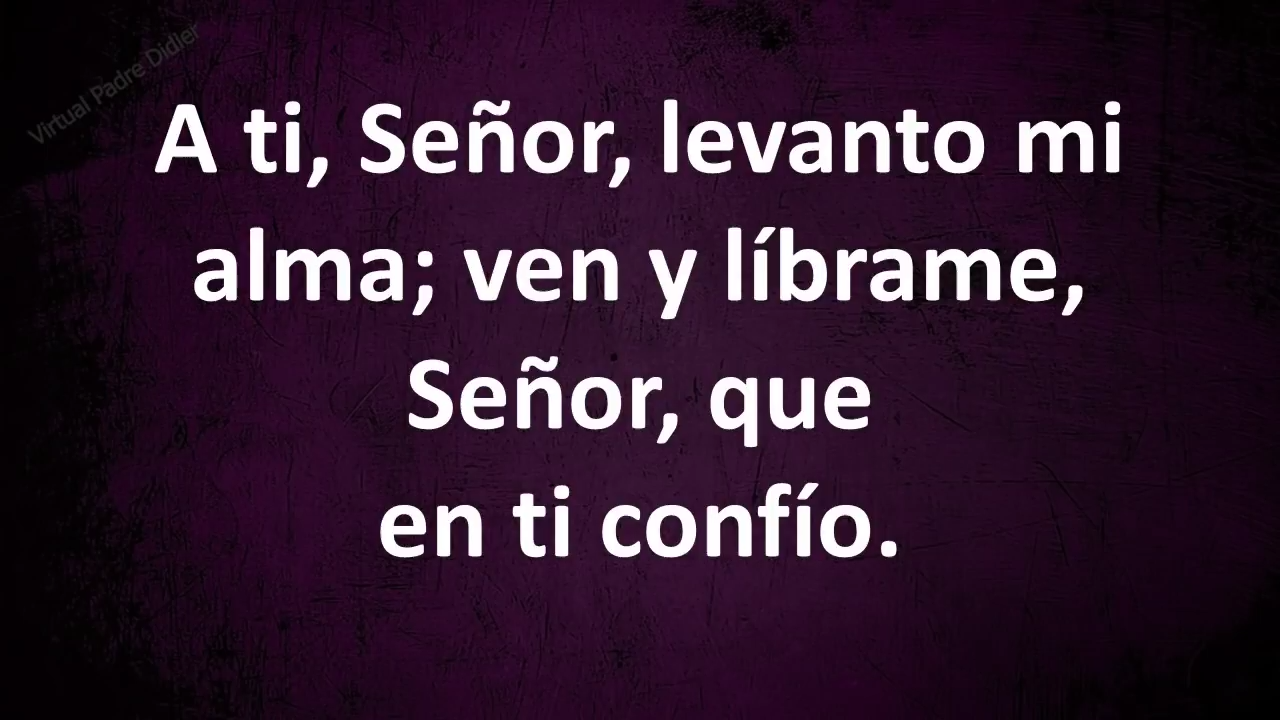 Virtual Padre Didier
A ti, Señor, levanto mi
alma; ven y líbrame,
Señor, que
en ti confío.